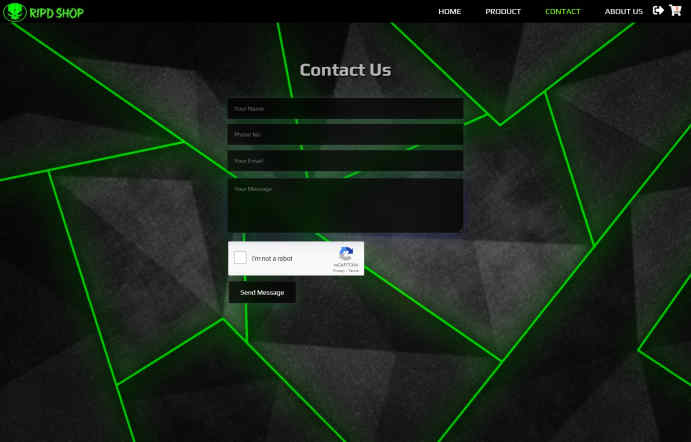 RIPD SHOP
HOME
PRODUCT
CONTACT
ABOUT US
Contact Us
Your Name
Phone No
Your Email
Your Message
I'm not a robot
reCAPTCHA
Privacy - Terms
Send Message